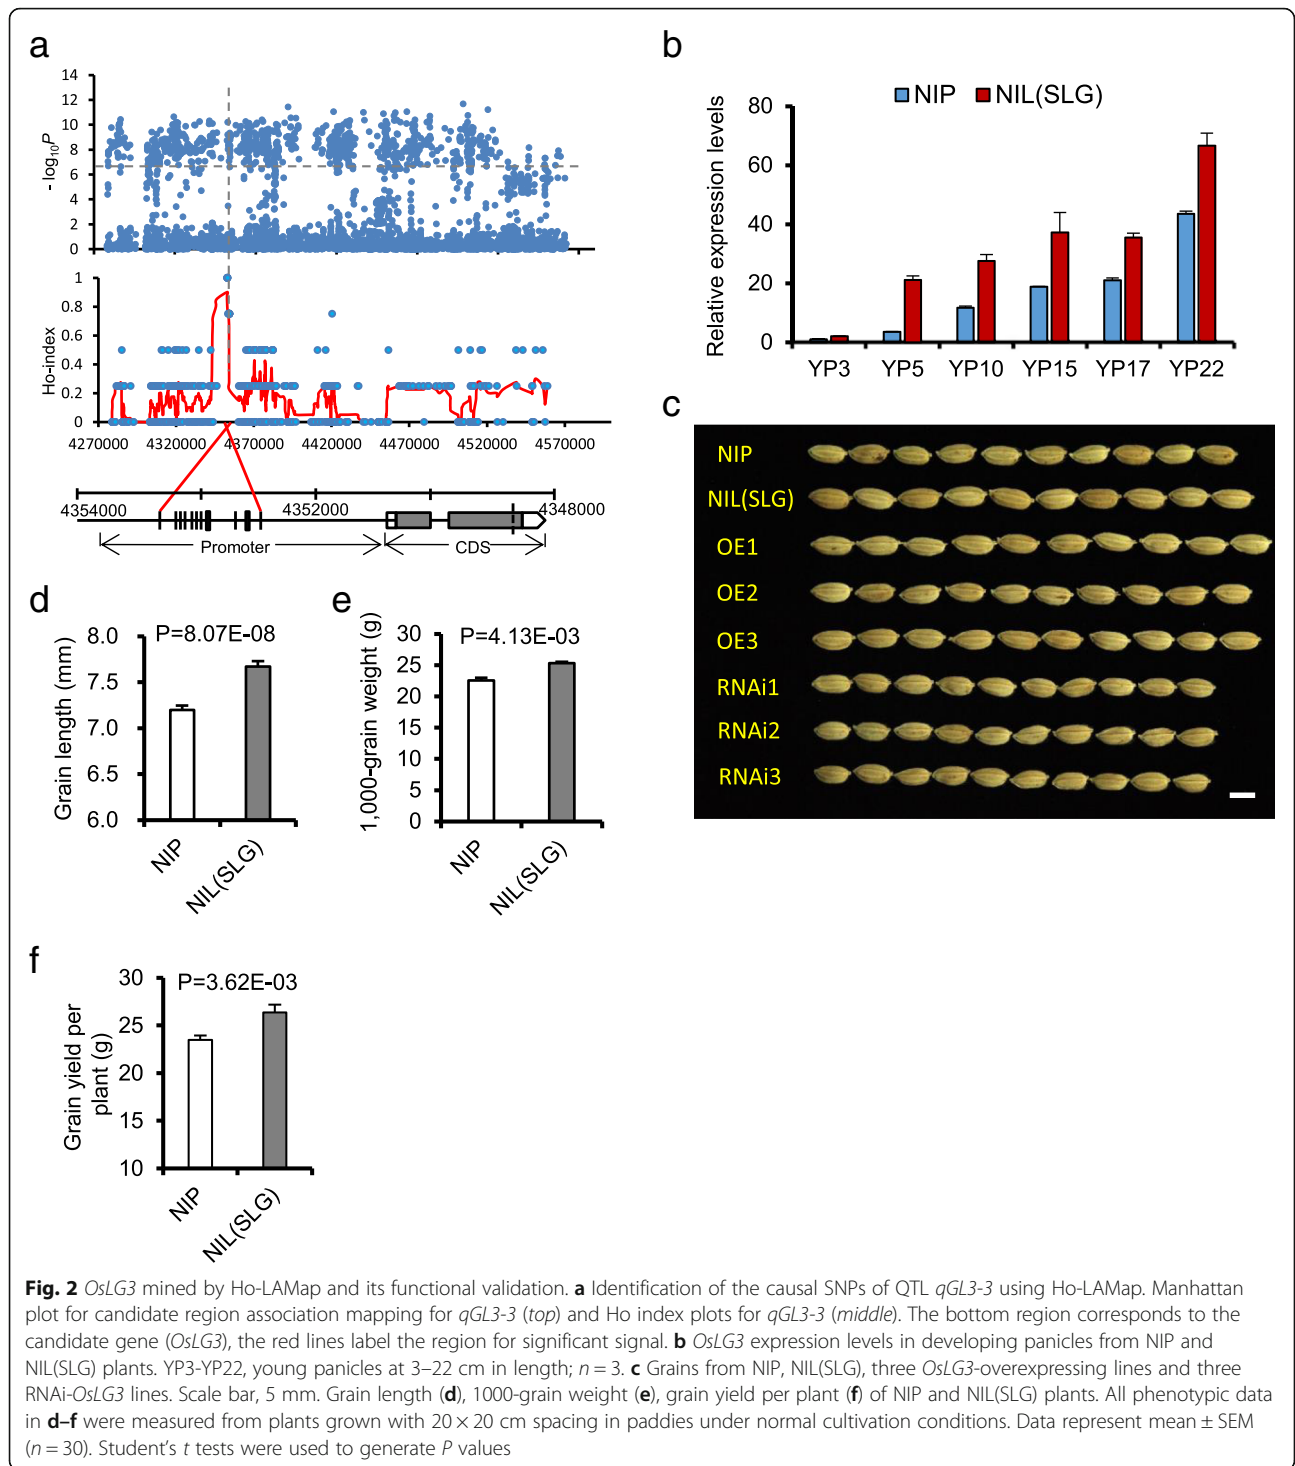 a
14
12
10
8
6
4
2
0
- log10P
1
0.8
0.6
0.4
0.2
0
Ho-index
4270000 4320000 4370000 4420000 4470000 4520000 4570000
4354000 4352000 4348000
Promoter CDS
b
NIP NIL(SLG)
80
60
40
20
0
Relative expression levels
YP3 YP5 YP10 YP15 YP17 YP22
c
NIP
NIL(SLG)
OE1
OE2
OE3
RNAi1
RNAi2
RNAi3
d
P=8.07E-08
8.0
7.5
7.0
6.5
6.0
Grain length (mm)
NIP NIL(SLG)
e
P=4.13E-03
30
25
20
15
10
5
0
1,000-grain weight (g)
NIP NIL(SLG)
f
P=3.62E-03
30
25
20
15
10
Grain yield per
plant (g)
NIP NIL(SLG)
Fig. 2 OsLG3 mined by Ho-LAMap and its functional validation. a Identification of the causal SNPs of QTL qGL3-3 using Ho-LAMap. Manhattan
plot for candidate region association mapping for qGL3-3 (top) and Ho index plots for qGL3-3 (middle). The bottom region corresponds to the
candidate gene (OsLG3), the red lines label the region for significant signal. b OsLG3 expression levels in developing panicles from NIP and
NIL(SLG) plants. YP3-YP22, young panicles at 3–22 cm in length; n = 3. c Grains from NIP, NIL(SLG), three OsLG3-overexpressing lines and three
RNAi-OsLG3 lines. Scale bar, 5 mm. Grain length (d), 1000-grain weight (e), grain yield per plant (f) of NIP and NIL(SLG) plants. All phenotypic data
in d–f were measured from plants grown with 20 × 20 cm spacing in paddies under normal cultivation conditions. Data represent mean ± SEM
(n = 30). Student's t tests were used to generate P values